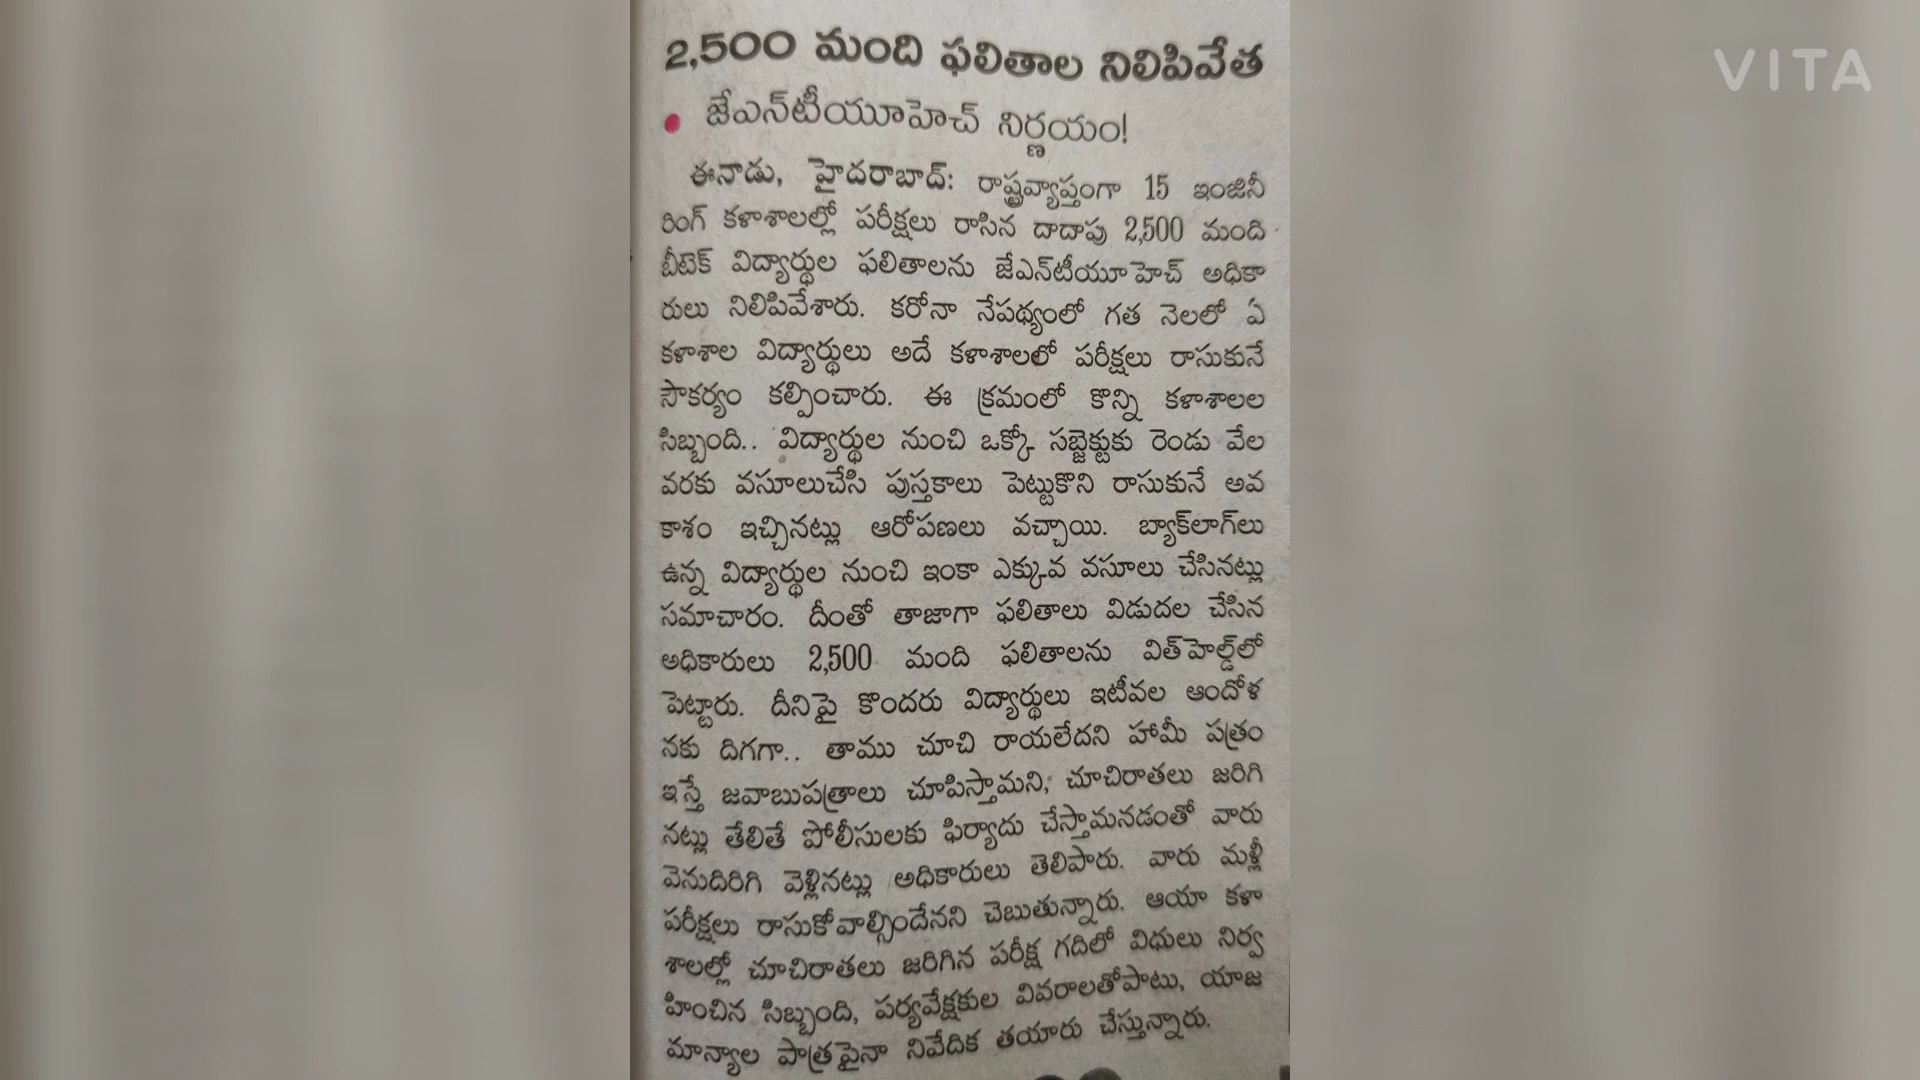 2,500 మంది ఫలితాల నిలిపివేత
• జేఎన్‌టీయూహెచ్ నిర్ణయం!
ఈనాడు, హైదరాబాద్: రాష్ట్రవ్యాప్తంగా 15 ఇంజినీ
రింగ్ కళాశాలల్లో పరీక్షలు రాసిన దాదాపు 2,500 మంది
బీటెక్ విద్యార్థుల ఫలితాలను జేఎన్‌టీయూహెచ్ అధికా
రులు నిలిపివేశారు. కరోనా నేపథ్యంలో గత నెలలో ఏ
కళాశాల విద్యార్థులు అదే కళాశాలలో పరీక్షలు రాసుకునే
సౌకర్యం కల్పించారు. ఈ క్రమంలో కొన్ని కళాశాలల
సిబ్బంది.. విద్యార్థుల నుంచి ఒక్కో సబ్జెక్టుకు రెండు వేల
వరకు వసూలుచేసి పుస్తకాలు పెట్టుకొని రాసుకునే అవ
కాశం ఇచ్చినట్లు ఆరోపణలు వచ్చాయి. బ్యాక్‌లాగ్‌లు
ఉన్న విద్యార్థుల నుంచి ఇంకా ఎక్కువ వసూలు చేసినట్లు
సమాచారం. దీంతో తాజాగా ఫలితాలు విడుదల చేసిన
అధికారులు 2,500 మంది ఫలితాలను విత్‌హెల్డ్‌లో
పెట్టారు. దీనిపై కొందరు విద్యార్థులు ఇటీవల ఆందోళ
నకు దిగగా.. తాము చూచి రాయలేదని హామీ పత్రం
ఇస్తే జవాబుపత్రాలు చూపిస్తామని; చూచిరాతలు జరిగి
నట్లు తేలితే పోలీసులకు ఫిర్యాదు చేస్తామనడంతో వారు
వెనుదిరిగి వెళ్లినట్లు అధికారులు తెలిపారు. వారు మళ్లీ
పరీక్షలు రాసుకోవాల్సిందేనని చెబుతున్నారు. ఆయా కళా
శాలల్లో చూచిరాతలు జరిగిన పరీక్ష గదిలో విధులు నిర్వ
హించిన సిబ్బంది, పర్యవేక్షకుల వివరాలతోపాటు, యాజ
మాన్యాల పాత్రపైనా నివేదిక తయారు చేస్తున్నారు.
VITA